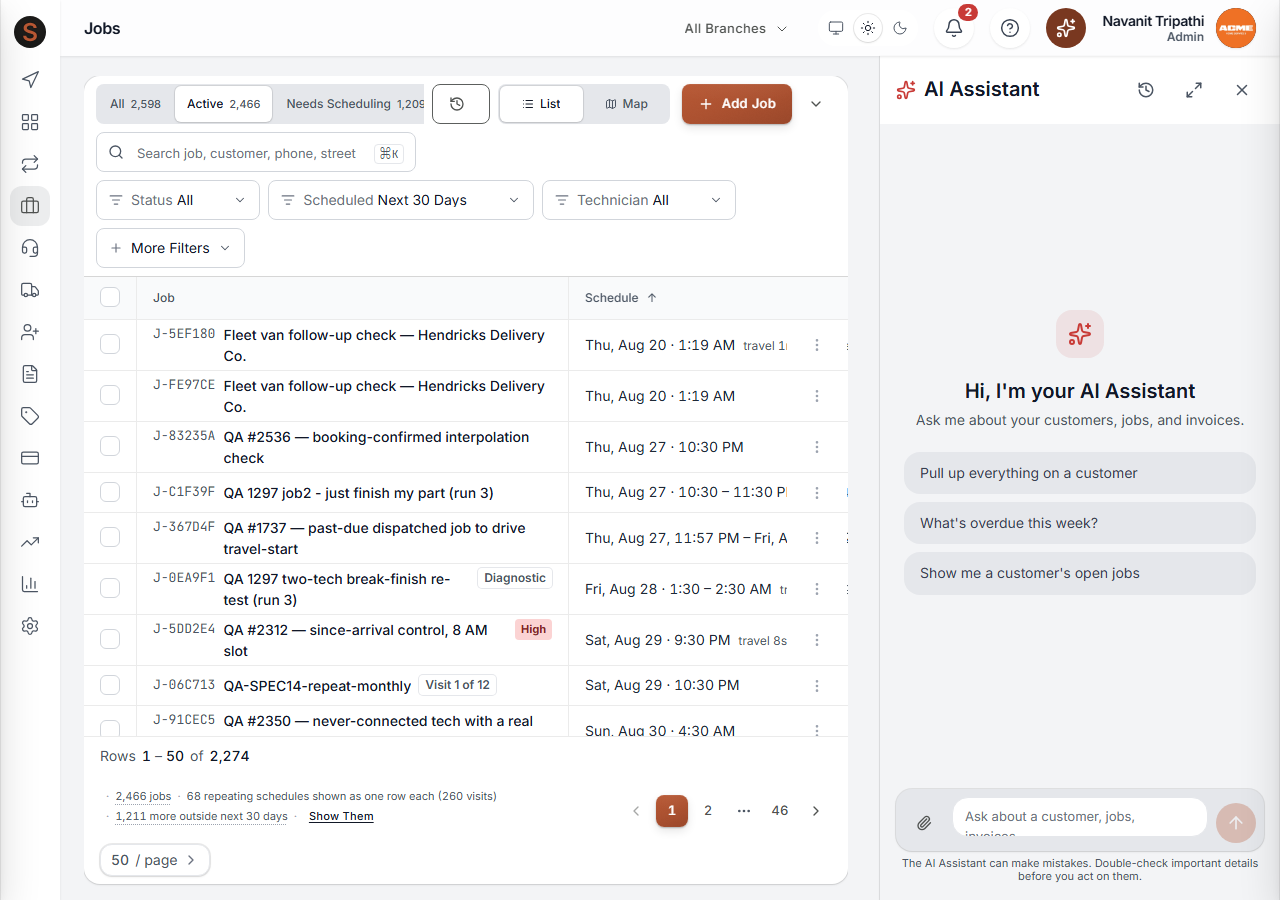 S
Jobs
All Branches
2
Navanit Tripathi
Admin
ACME
All 2,598
Active 2,466
Needs Scheduling 1,209
List
Map
Add Job
Search job, customer, phone, street
⌘K
Status All
Scheduled Next 30 Days
Technician All
More Filters
Job
Schedule
J-5EF180 Fleet van follow-up check — Hendricks Delivery
Co.
Thu, Aug 20 · 1:19 AM travel 1
J-FE97CE Fleet van follow-up check — Hendricks Delivery
Co.
Thu, Aug 20 · 1:19 AM
J-83235A QA #2536 — booking-confirmed interpolation
check
Thu, Aug 27 · 10:30 PM
J-C1F39F QA 1297 job2 - just finish my part (run 3)
Thu, Aug 27 · 10:30 – 11:30 P
J-367D4F QA #1737 — past-due dispatched job to drive
travel-start
Thu, Aug 27, 11:57 PM – Fri, A
J-0EA9F1 QA 1297 two-tech break-finish re-
test (run 3)
Diagnostic
Fri, Aug 28 · 1:30 – 2:30 AM tr
J-5DD2E4 QA #2312 — since-arrival control, 8 AM
slot
High
Sat, Aug 29 · 9:30 PM travel 8s
J-06C713 QA-SPEC14-repeat-monthly Visit 1 of 12
Sat, Aug 29 · 10:30 PM
J-91CEC5 QA #2350 — never-connected tech with a real
Sun, Aug 30 · 4:30 AM
Rows 1 – 50 of 2,274
· 2,466 jobs · 68 repeating schedules shown as one row each (260 visits)
· 1,211 more outside next 30 days · Show Them
1 2 ••• 46
50 / page
AI Assistant
Hi, I'm your AI Assistant
Ask me about your customers, jobs, and invoices.
Pull up everything on a customer
What's overdue this week?
Show me a customer's open jobs
Ask about a customer, jobs,
invoices
The AI Assistant can make mistakes. Double-check important details
before you act on them.